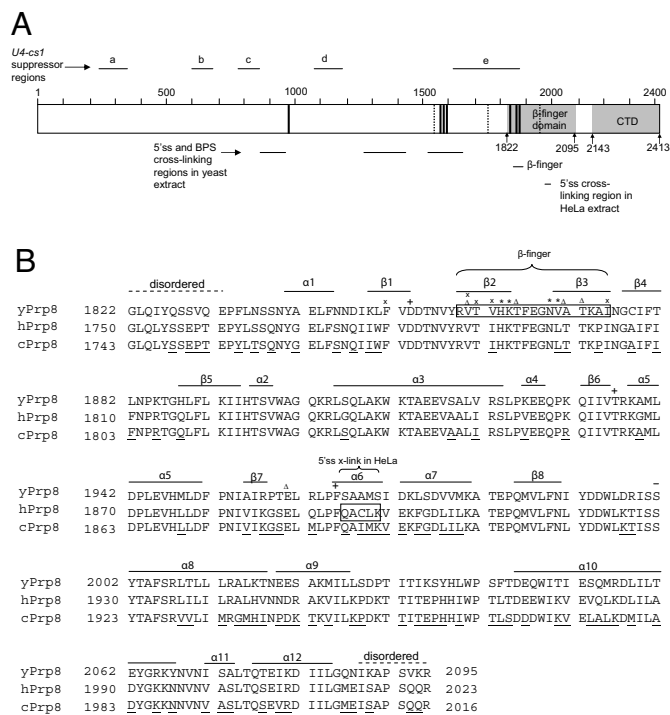 A
U4-cs1
suppressor
regions
a b c d e
1 500 1000 1500 2000 2400
β-finger
domain
CTD
1822 2095 2143 2413
5'ss and BPS
cross-linking
regions in yeast
extract
β-finger
5'ss cross-
linking region in
HeLa extract
B
β-finger
disordered α1 β1 β2 β3 β4
x + x Δ x x * * Δ * * Δ Δ x
yPrp8 1822 GLQIYQSSVQ EPFLNSSNYA ELFNNDIKLF VDDTNVYRVT VHKTFEGNVA TKAINGCIFT
hPrp8 1750 GLQLYSSEPT EPYLSSQNYG ELFSNQIIWF VDDTNVYRVT IHKTFEGNLT TKPINGAIFI
cPrp8 1743 GLQLYSSEPT EPYLTSQNYG ELFSNQIIWF VDDTNVYRVT IHKTFEGNLT TKPINGAIFI
β5 α2 α3 α4 β6 α5
+
yPrp8 1882 LNPKTGHLFL KIIHTSVWAG QKRLSQLAKW KTAEEVSALV RSLPKEEQPK QIIVTRKAML
hPrp8 1810 FNPRTGQLFL KIIHTSVWAG QKRLGQLAKW KTAEEVAALI RSLPVEEQPK QIIVTRKGML
cPrp8 1803 FNPRTGQLFL KIIHTSVWAG QKRLSQLAKW KTAEEVAALI RSLPVEEQPR QIIVTRKGML
5'ss x-link in HeLa
α5 β7 α6 α7 β8
Δ + –
yPrp8 1942 DPLEVHMLLDF PNIAIRPTEL RLPFSAAMSI DKLSDVVMKA TEPQMVLFNI YDDWLDRISS
hPrp8 1870 DPLEVHLLDF PNIVIKGSEL QLPFQACLKV EKFGDLILKA TEPQMVLFNL YDDWLKTISS
cPrp8 1863 DPLEVHLLDF PNIVIKGSEL MLPFQAIMKV EKFGDLILKA TEPQMVLFNL YDDWLKTISS
α8 α9 α10
yPrp8 2002 YTAFSRLTLL LRALKTNEES AKMILLSDPT ITIKSYHLWP SFTDEQWITI ESQMRDLILT
hPrp8 1930 YTAFSRLILI LRALHVNNDR AKVILKPDKT TITEPHHIWP TLTDEEWIKV EVQLKDLILA
cPrp8 1923 YTAFSRVVLI MRGMHINPDK TKVILKPDKT TITEPHHIWP TLSDDDWIKV ELALKDMILA
α11 α12 disordered
yPrp8 2062 EYGRKYNVNI SALTQTEIKD IILGQNIKAP SVKR 2095
hPrp8 1990 DYGKKNNVNV ASLTQSEIRD IILGMEISAP SQQR 2023
cPrp8 1983 DYGKKNNVNV ASLTQSEVRD IILGMEISAP SQQR 2016